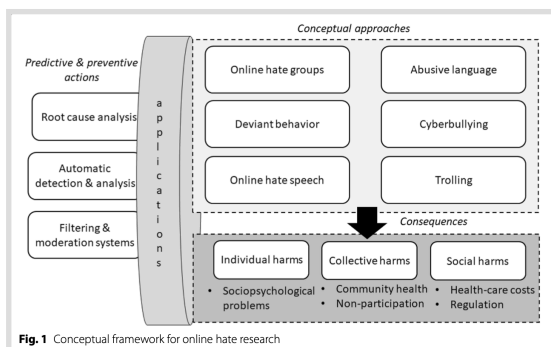 Conceptual approaches
Predictive & preventive
actions
Root cause analysis
Automatic
detection & analysis
Filtering &
moderation systems
applications
Online hate groups
Abusive language
Deviant behavior
Cyberbullying
Online hate speech
Trolling
Consequences
Individual harms
• Sociopsychological
problems
Collective harms
• Community health
• Non-participation
Social harms
• Health-care costs
• Regulation
Fig. 1 Conceptual framework for online hate research